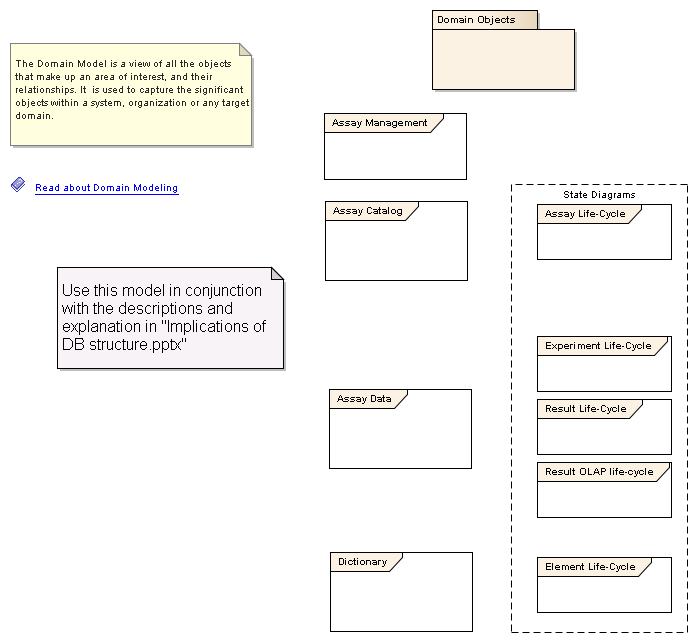 Domain Objects
The Domain Model is a view of all the objects
that make up an area of interest, and their
relationships. It is used to capture the significant
objects within a system, organization or any target
domain.
Read about Domain Modeling
Use this model in conjunction
with the descriptions and
explanation in "Implications of
DB structure.pptx"
Assay Management
Assay Catalog
Assay Data
Dictionary
State Diagrams
Assay Life-Cycle
Experiment Life-Cycle
Result Life-Cycle
Result OLAP life-cycle
Element Life-Cycle